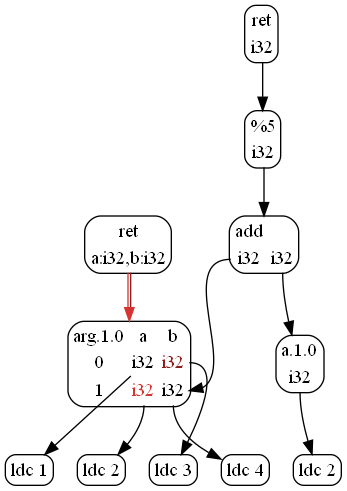 ret
i32
%5
i32
ret
a:i32,b:i32
add
i32 i32
arg.1.0 a b
0 i32 i32
1 i32 i32
a.1.0
i32
ldc 1
ldc 2
ldc 3
ldc 4
ldc 2